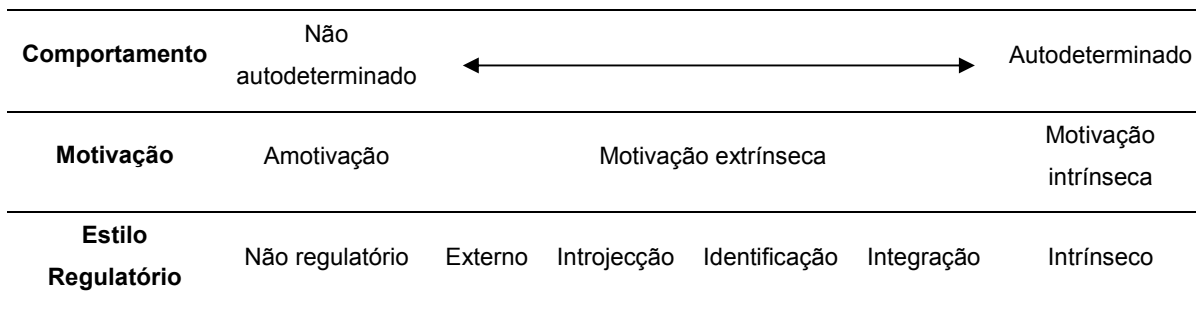 Comportamento Não autodeterminado Autodeterminado
Motivação Amotivação Motivação extrínseca Motivação intrínseca
Estilo Regulatório Não regulatório Externo Introjecção Identificação Integração Intrínseco